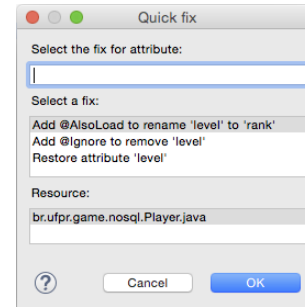 Quick fix
Select the fix for attribute:
Select a fix:
Add @AlsoLoad to rename 'level' to 'rank'
Add @Ignore to remove 'level'
Restore attribute 'level'
Resource:
br.ufpr.game.nosql.Player.java
?
Cancel
OK